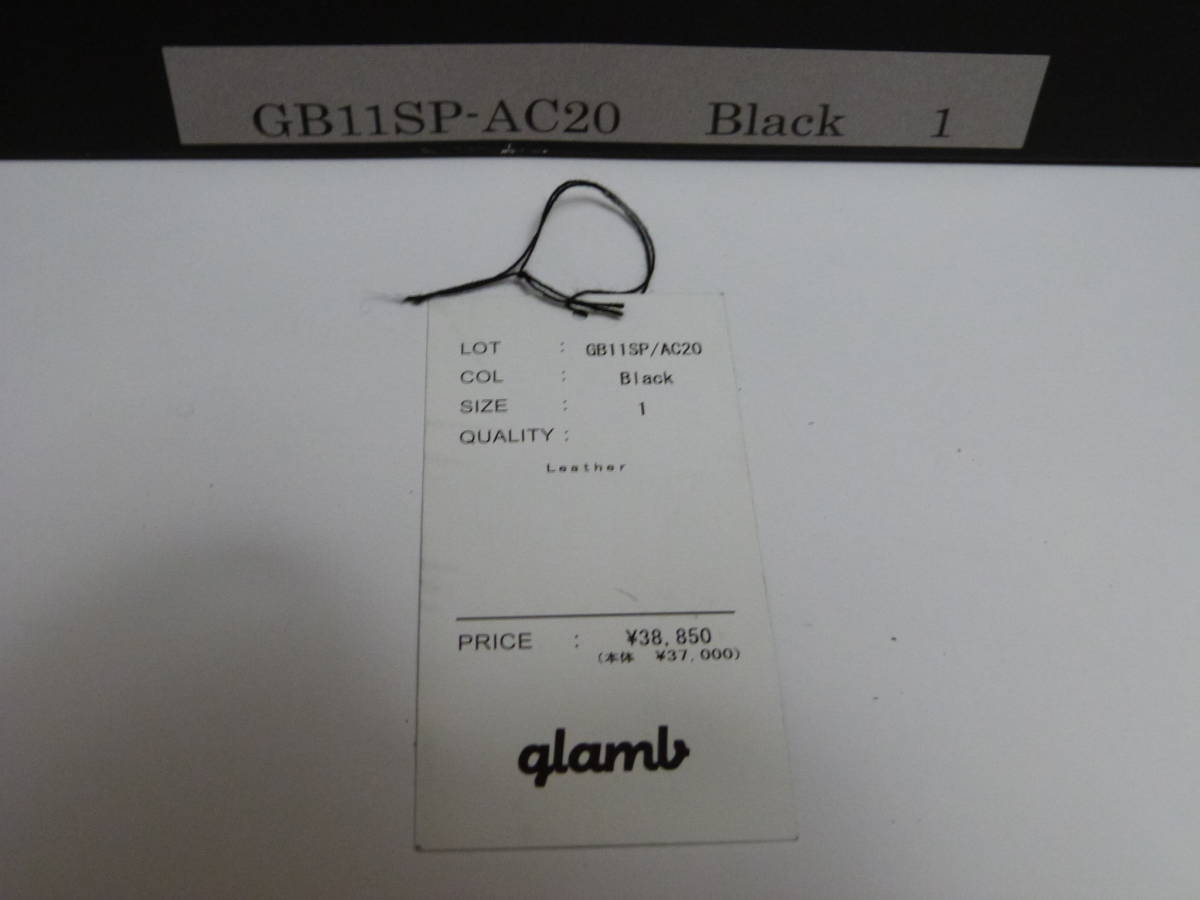 GB11SP-AC20 Black 1
LOT : GB11SP/AC20
COL : Black
SIZE : 1
QUALITY :
Leather
PRICE : ¥38,850
(本体 ¥37,000)
glamb